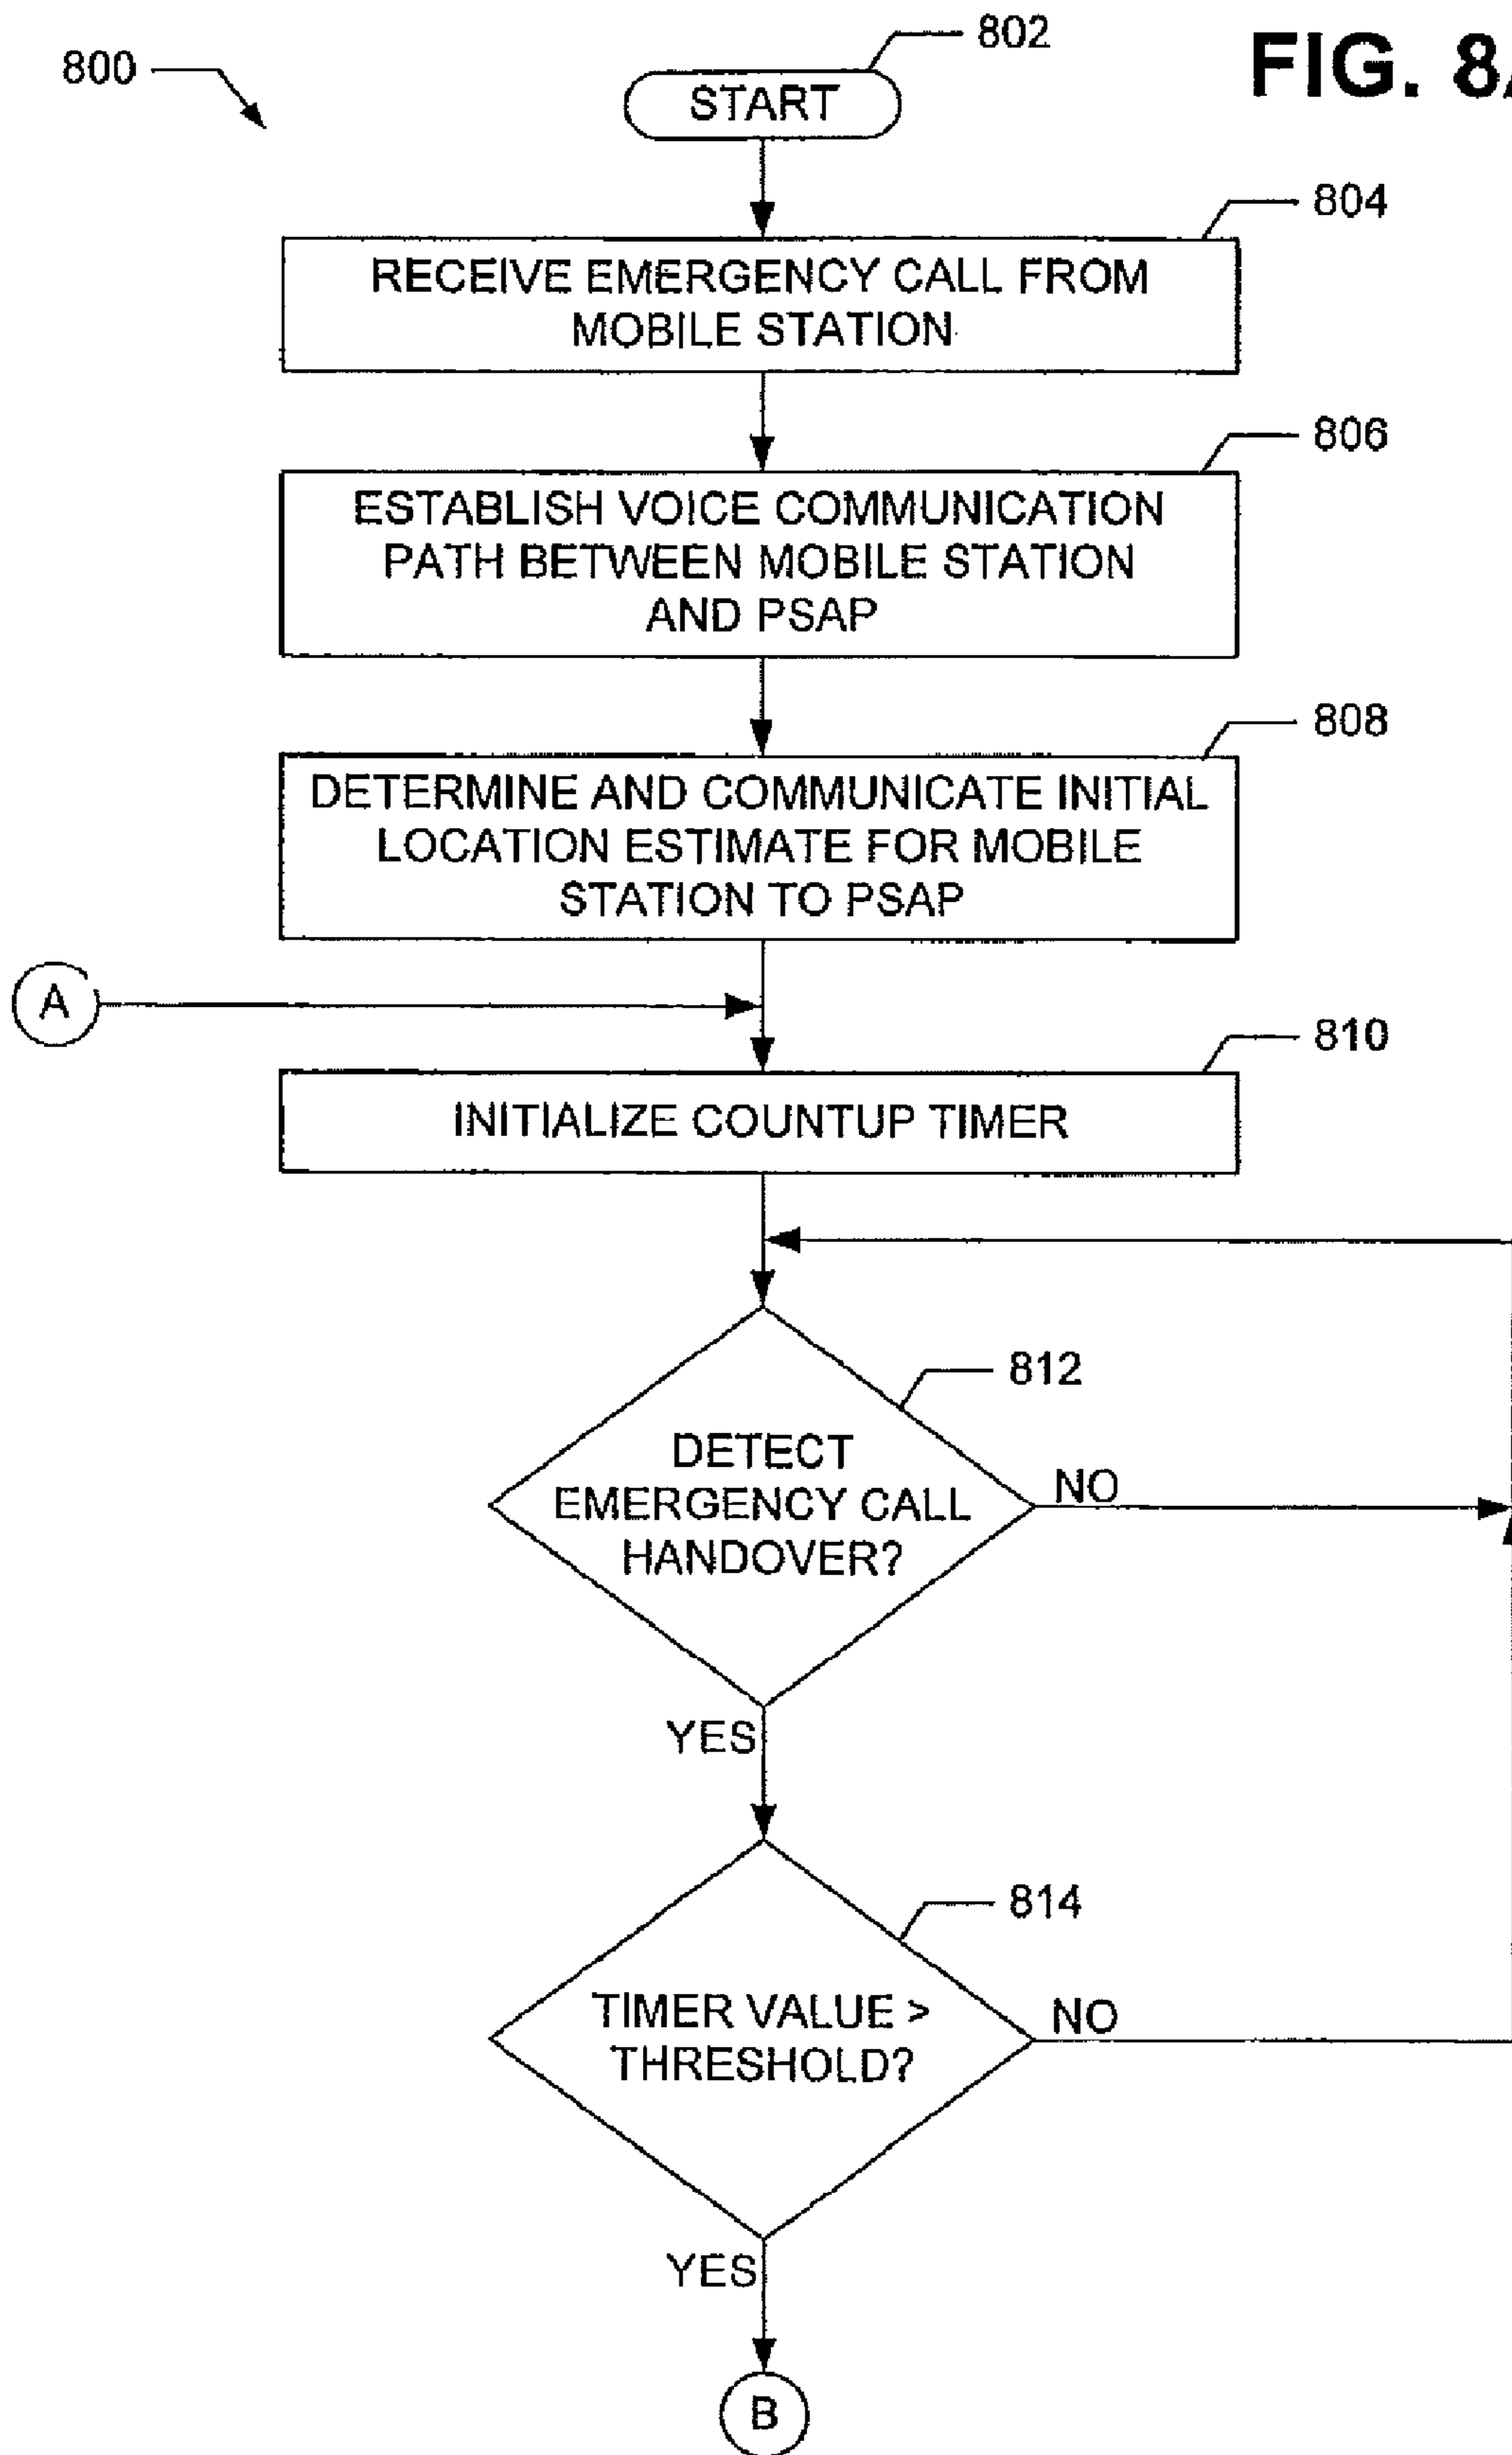 800
802
FIG. 8A
START
804
RECEIVE EMERGENCY CALL FROM
MOBILE STATION
806
ESTABLISH VOICE COMMUNICATION
PATH BETWEEN MOBILE STATION
AND PSAP
808
DETERMINE AND COMMUNICATE INITIAL
LOCATION ESTIMATE FOR MOBILE
STATION TO PSAP
A
810
INITIALIZE COUNTUP TIMER
812
DETECT
EMERGENCY CALL
HANDOVER?
NO
YES
814
TIMER VALUE >
THRESHOLD?
NO
YES
B